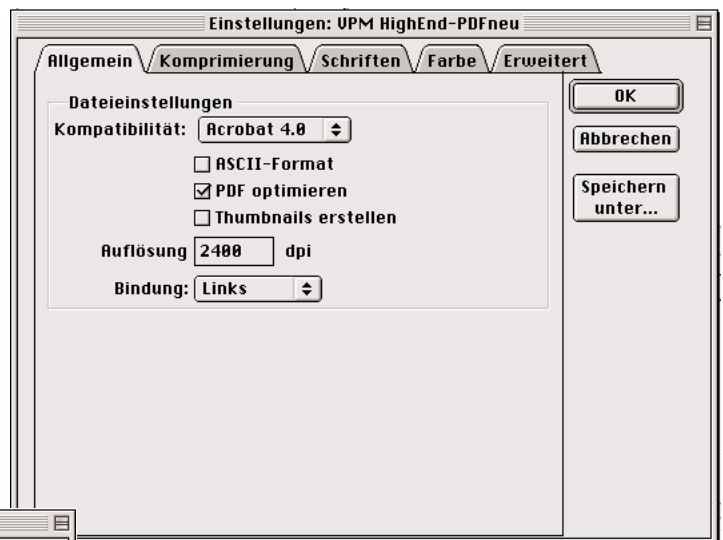 Einstellungen: VPM HighEnd-PDFneu
Allgemein Komprimierung Schriften Farbe Erweitert
Dateieinstellungen
Kompatibilität: Acrobat 4.0
ASCII-Format
PDF optimieren
Thumbnails erstellen
Auflösung 2400 dpi
Bindung: Links
OK
Abbrechen
Speichern
unter...